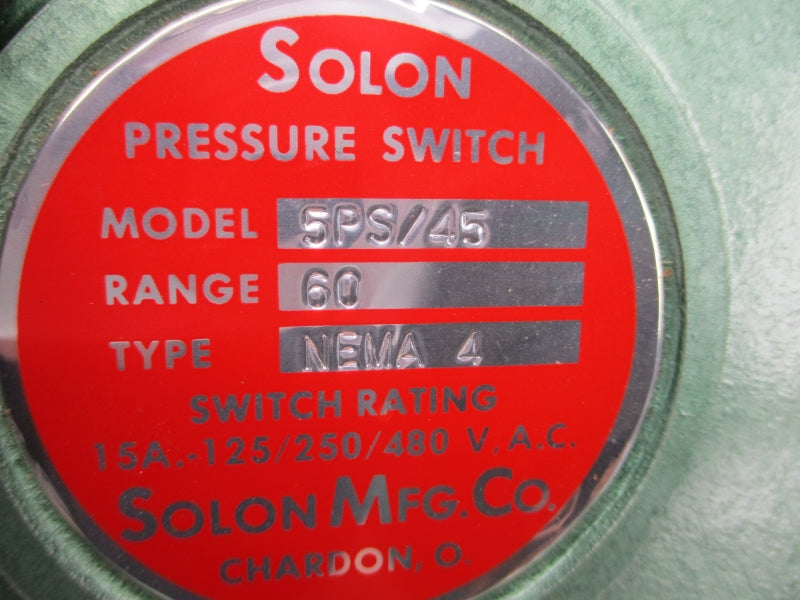 SOLON
PRESSURE SWITCH
MODEL 5PS/45
RANGE 60
TYPE NEMA 4
SWITCH RATING
15A.-125/250/480 V.A.C.
SOLON MFG. CO.
CHARDON, O.